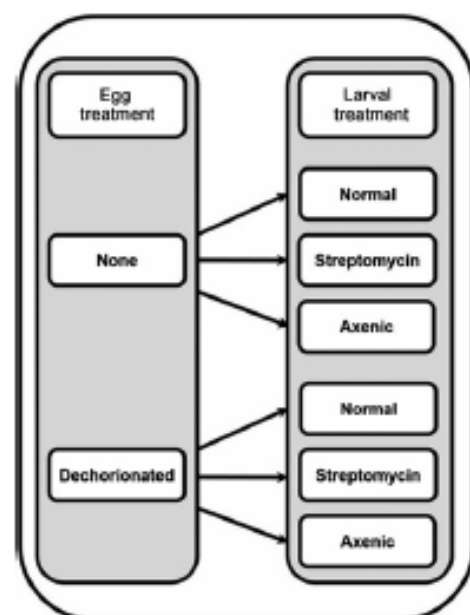 Egg
treatment
Larval
treatment
Normal
None
Streptomycin
Axenic
Normal
Dechorionated
Streptomycin
Axenic